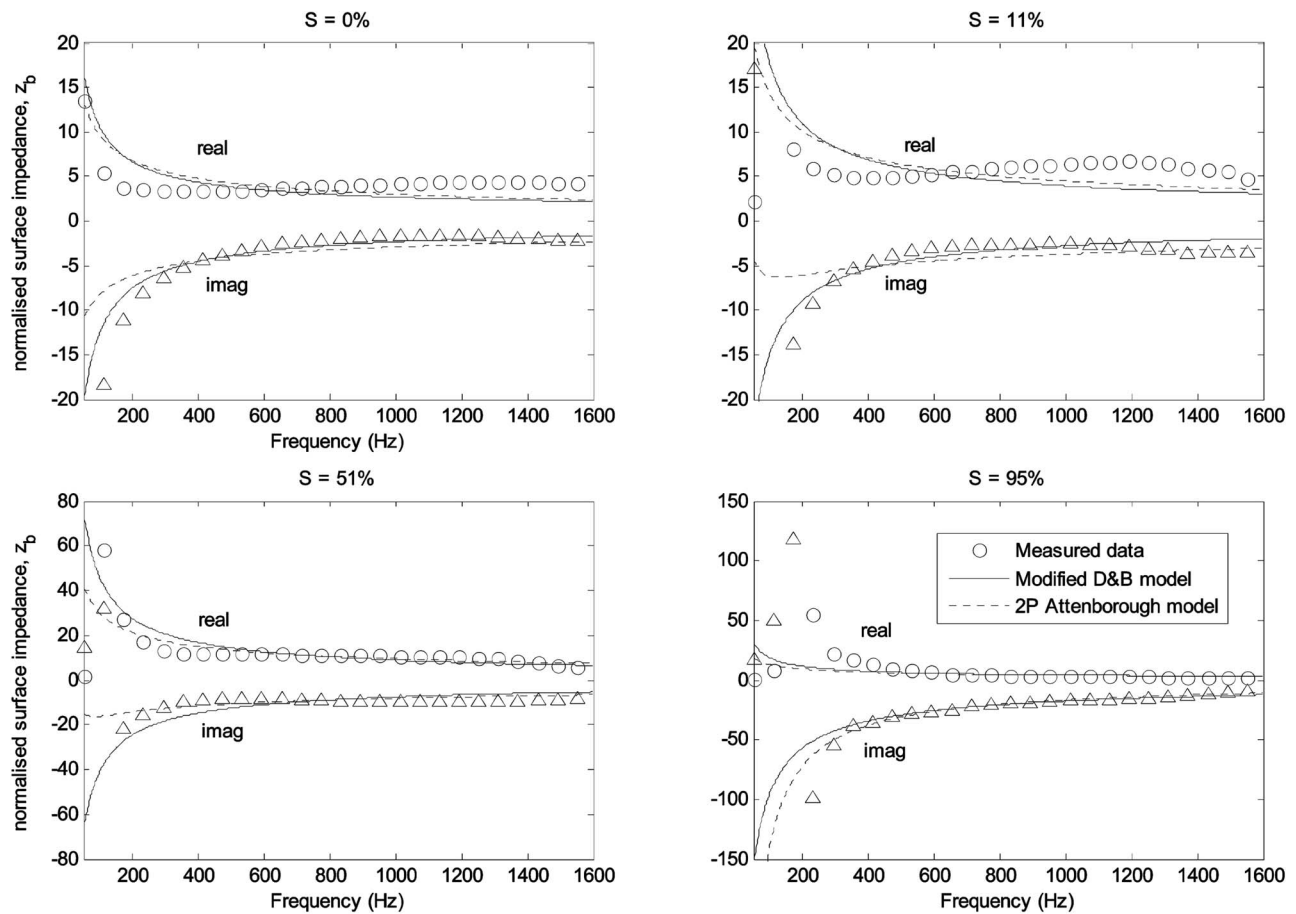 S = 0%
normalised surface impedance, z_b
20
15
10
5
0
-5
-10
-15
-20
real
imag
200 400 600 800 1000 1200 1400 1600
Frequency (Hz)
S = 11%
20
15
10
5
0
-5
-10
-15
-20
real
imag
200 400 600 800 1000 1200 1400 1600
Frequency (Hz)
S = 51%
normalised surface impedance, z_b
80
60
40
20
0
-20
-40
-60
-80
real
imag
200 400 600 800 1000 1200 1400 1600
Frequency (Hz)
S = 95%
150
100
50
0
-50
-100
-150
Measured data
Modified D&B model
2P Attenborough model
real
imag
200 400 600 800 1000 1200 1400 1600
Frequency (Hz)